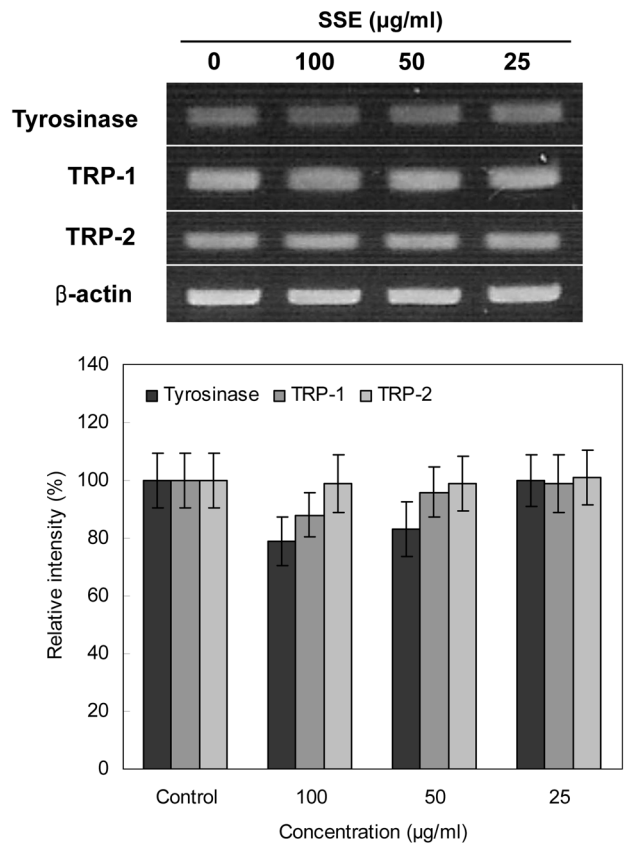 SSE (µg/ml)
0 100 50 25
Tyrosinase
TRP-1
TRP-2
β-actin
140
120
100
80
60
40
20
0
Relative intensity (%)
Tyrosinase TRP-1 TRP-2
Control 100 50 25
Concentration (µg/ml)